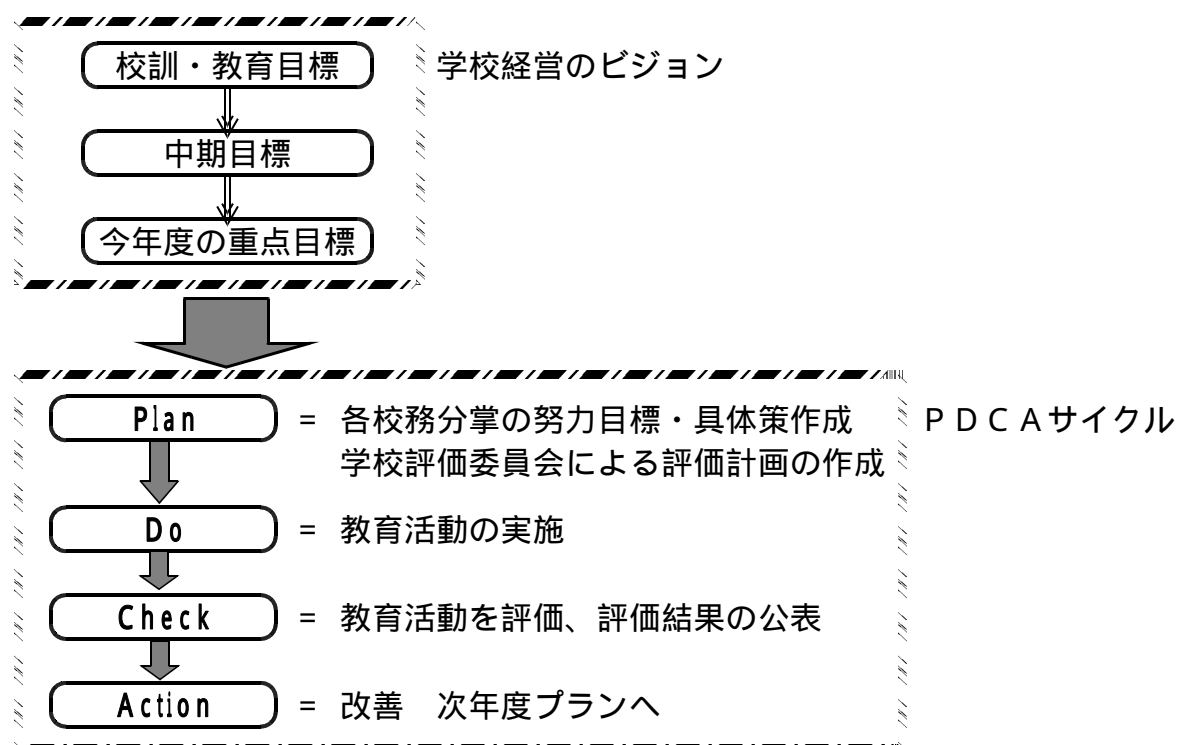 校訓・教育目標 学校経営のビジョン
中期目標
今年度の重点目標
Plan = 各校務分掌の努力目標・具体策作成 ＰＤＣＡサイクル
学校評価委員会による評価計画の作成
Do = 教育活動の実施
Check = 教育活動を評価、評価結果の公表
Action = 改善　次年度プランへ